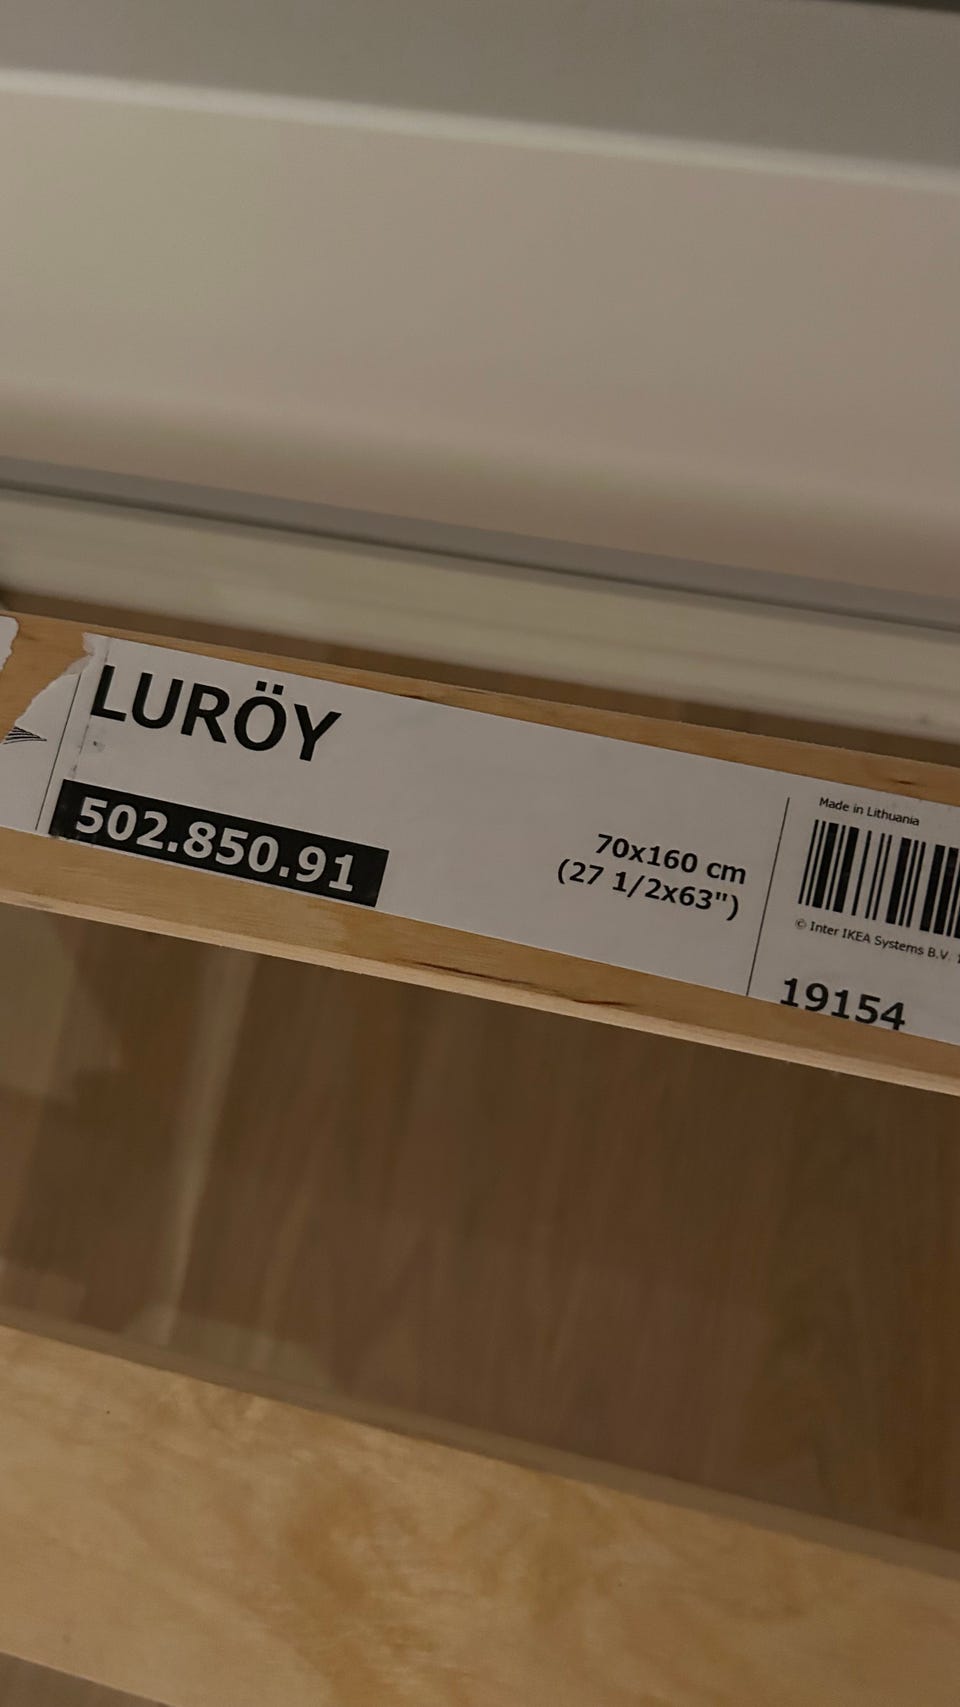 LURÖY
502.850.91
70x160 cm
(27 1/2x63")
Made in Lithuania
© Inter IKEA Systems B.V.
19154